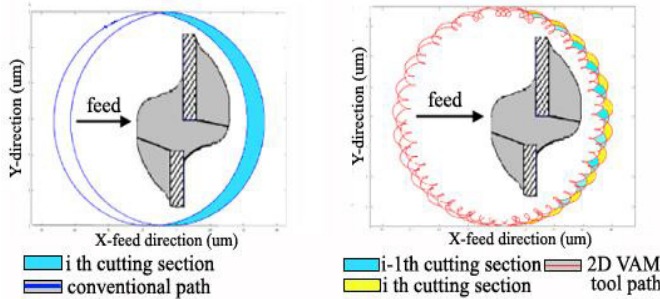 Y-direction (um)
feed
X-feed direction (um)
i th cutting section
conventional path
Y-direction (um)
feed
X-feed direction (um)
i-1th cutting section
i th cutting section
2D VAM
tool path